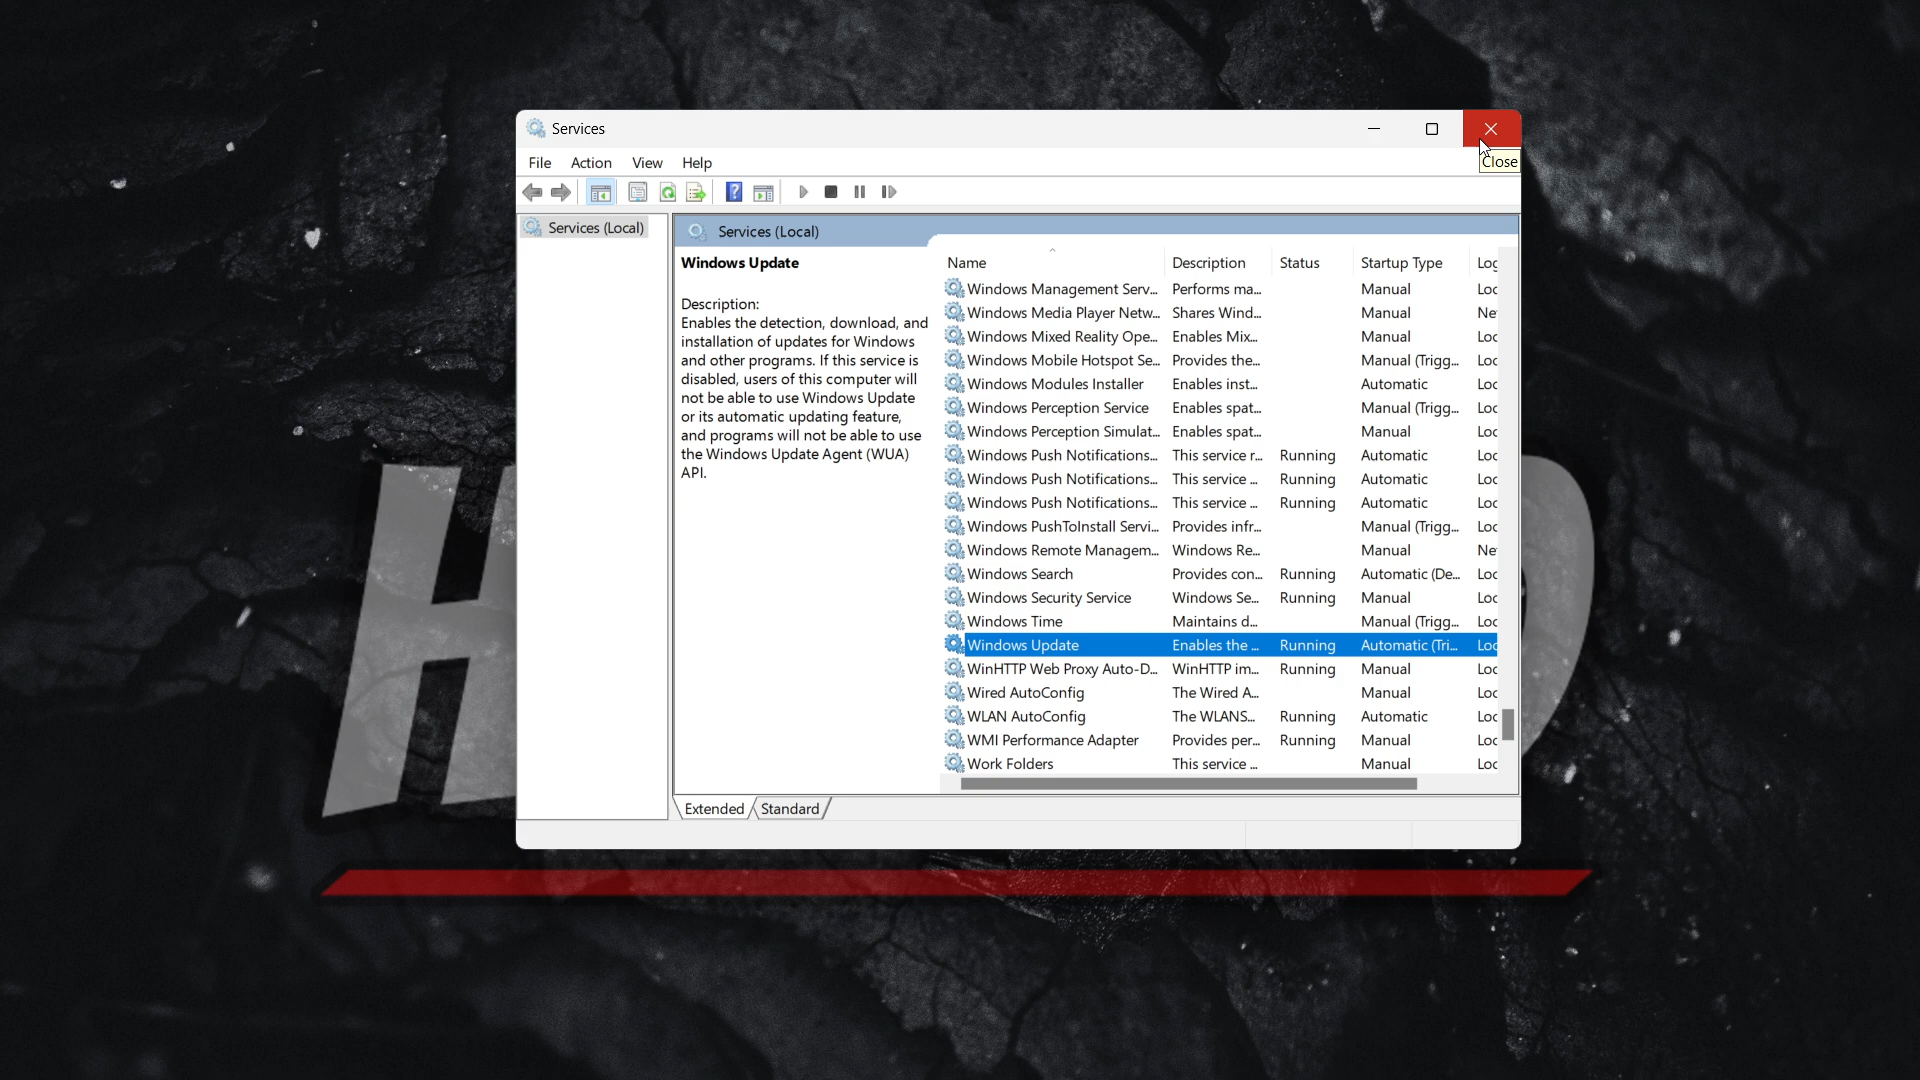 Services
Close
File Action View Help
Services (Local)
Services (Local)
Windows Update
Description:
Enables the detection, download, and
installation of updates for Windows
and other programs. If this service is
disabled, users of this computer will
not be able to use Windows Update
or its automatic updating feature,
and programs will not be able to use
the Windows Update Agent (WUA)
API.
Name Description Status Startup Type Log
Windows Management Serv... Performs ma... Manual Loc
Windows Media Player Netw... Shares Wind... Manual Ne
Windows Mixed Reality Ope... Enables Mix... Manual Loc
Windows Mobile Hotspot Se... Provides the... Manual (Trigg... Loc
Windows Modules Installer Enables inst... Automatic Loc
Windows Perception Service Enables spat... Manual (Trigg... Loc
Windows Perception Simulat... Enables spat... Manual Loc
Windows Push Notifications... This service r... Running Automatic Loc
Windows Push Notifications... This service ... Running Automatic Loc
Windows Push Notifications... This service ... Running Automatic Loc
Windows PushToInstall Servi... Provides infr... Manual (Trigg... Loc
Windows Remote Managem... Windows Re... Manual Ne
Windows Search Provides con... Running Automatic (De... Loc
Windows Security Service Windows Se... Running Manual Loc
Windows Time Maintains d... Manual (Trigg... Loc
Windows Update Enables the ... Running Automatic (Tri... Loc
WinHTTP Web Proxy Auto-D... WinHTTP im... Running Manual Loc
Wired AutoConfig The Wired A... Manual Loc
WLAN AutoConfig The WLANS... Running Automatic Loc
WMI Performance Adapter Provides per... Running Manual Loc
Work Folders This service ... Manual Loc
Extended Standard